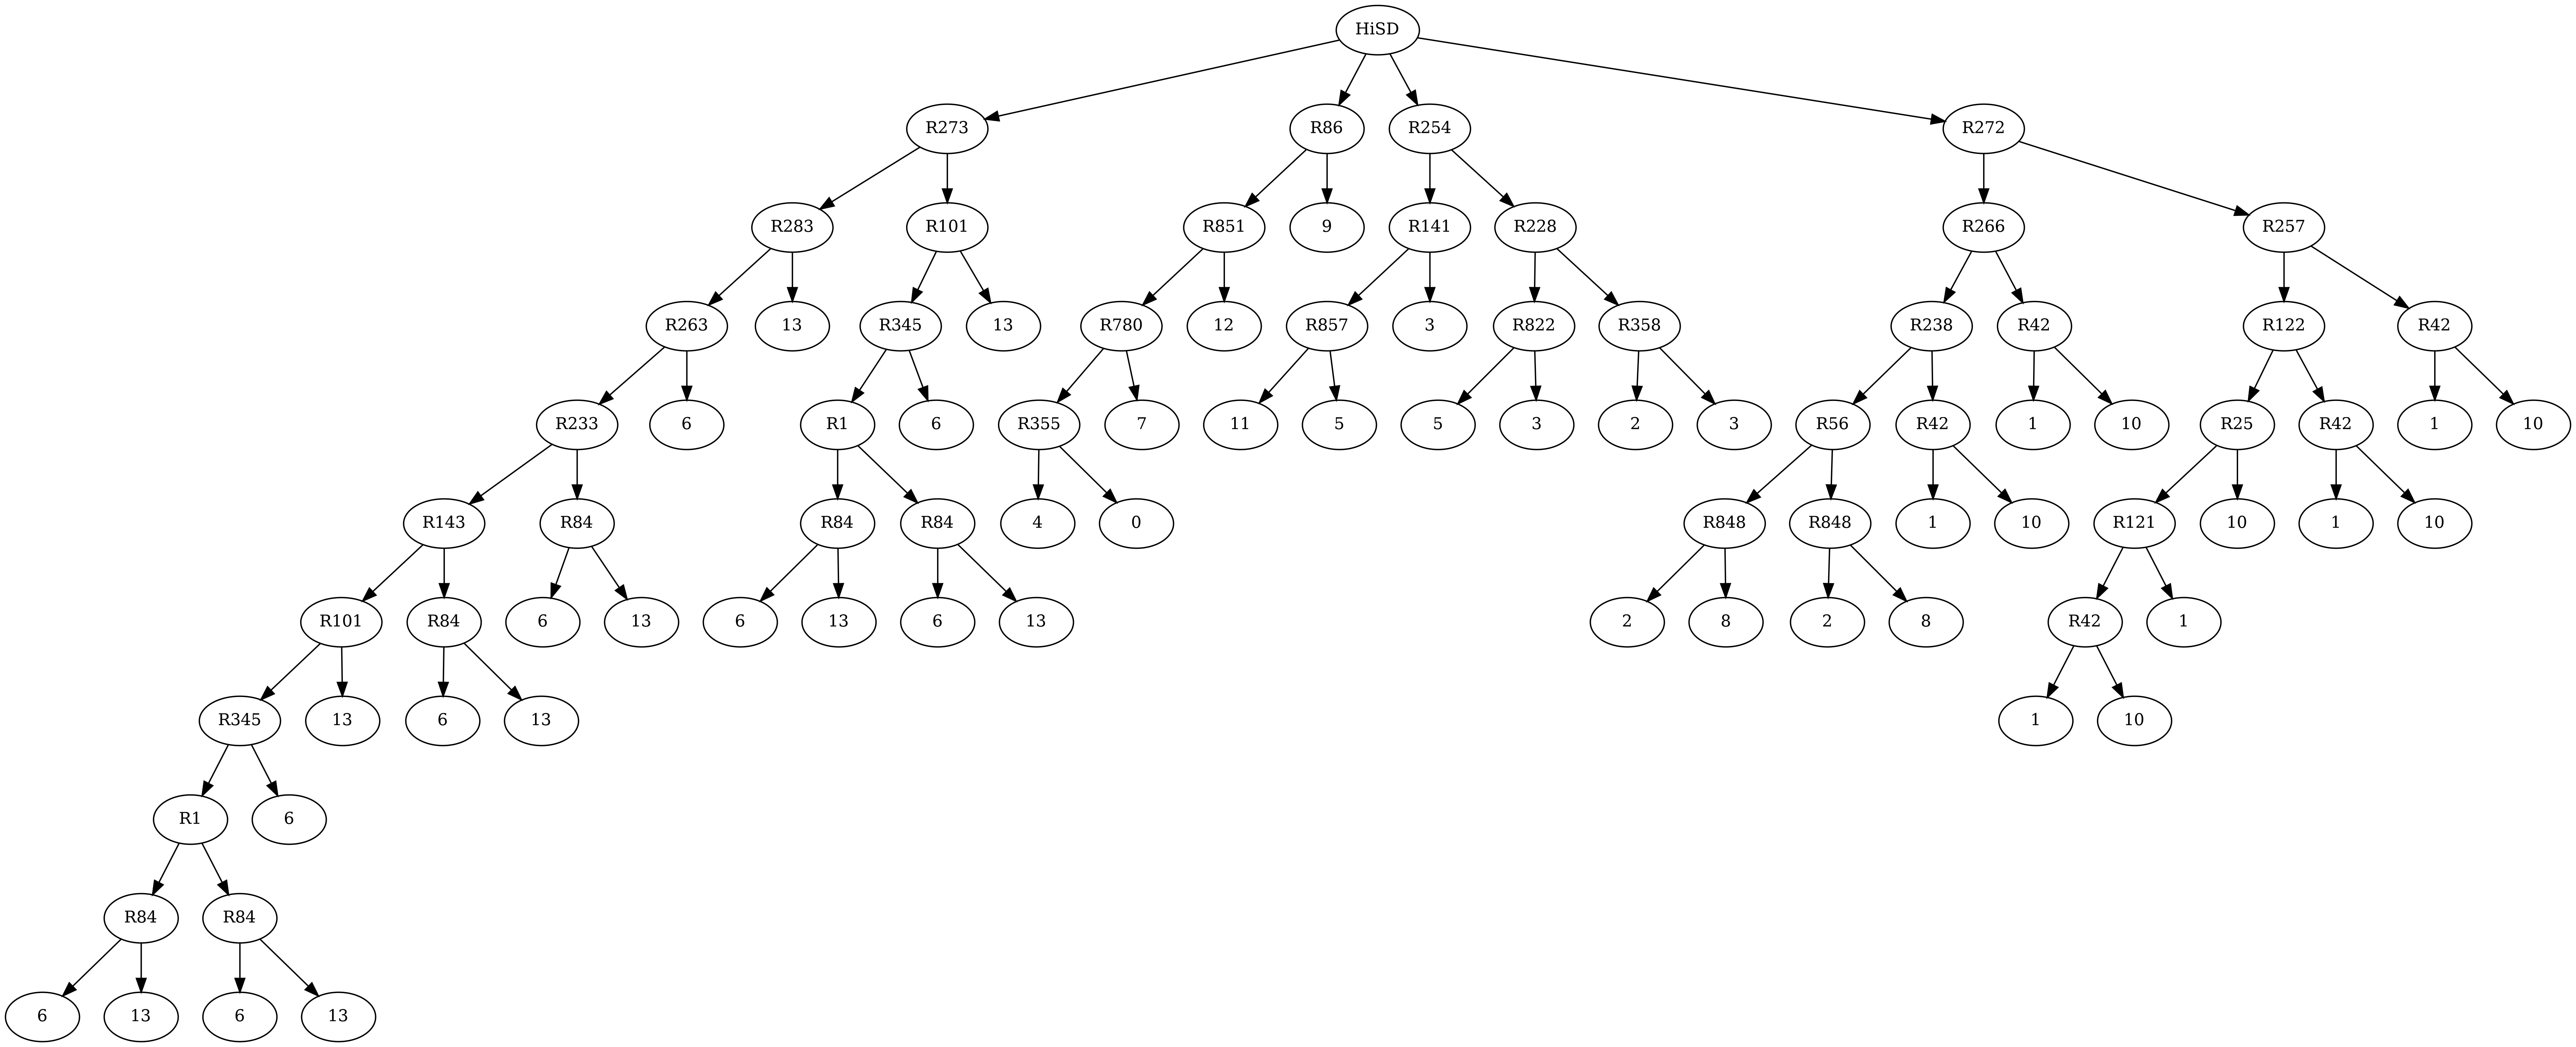 HiSD
R273 R86 R254 R272
R283 R101 R851 9 R141 R228 R266 R257
R263 13 R345 13 R780 12 R857 3 R822 R358 R238 R42 R122 R42
R233 6 R1 6 R355 7 11 5 5 3 2 3 R56 R42 1 10 R25 R42 1 10
R143 R84 R84 R84 4 0 R848 R848 1 10 R121 10 1 10
R101 R84 6 13 6 13 6 13 2 8 2 8 R42 1
R345 13 6 13 1 10
R1 6
R84 R84
6 13 6 13